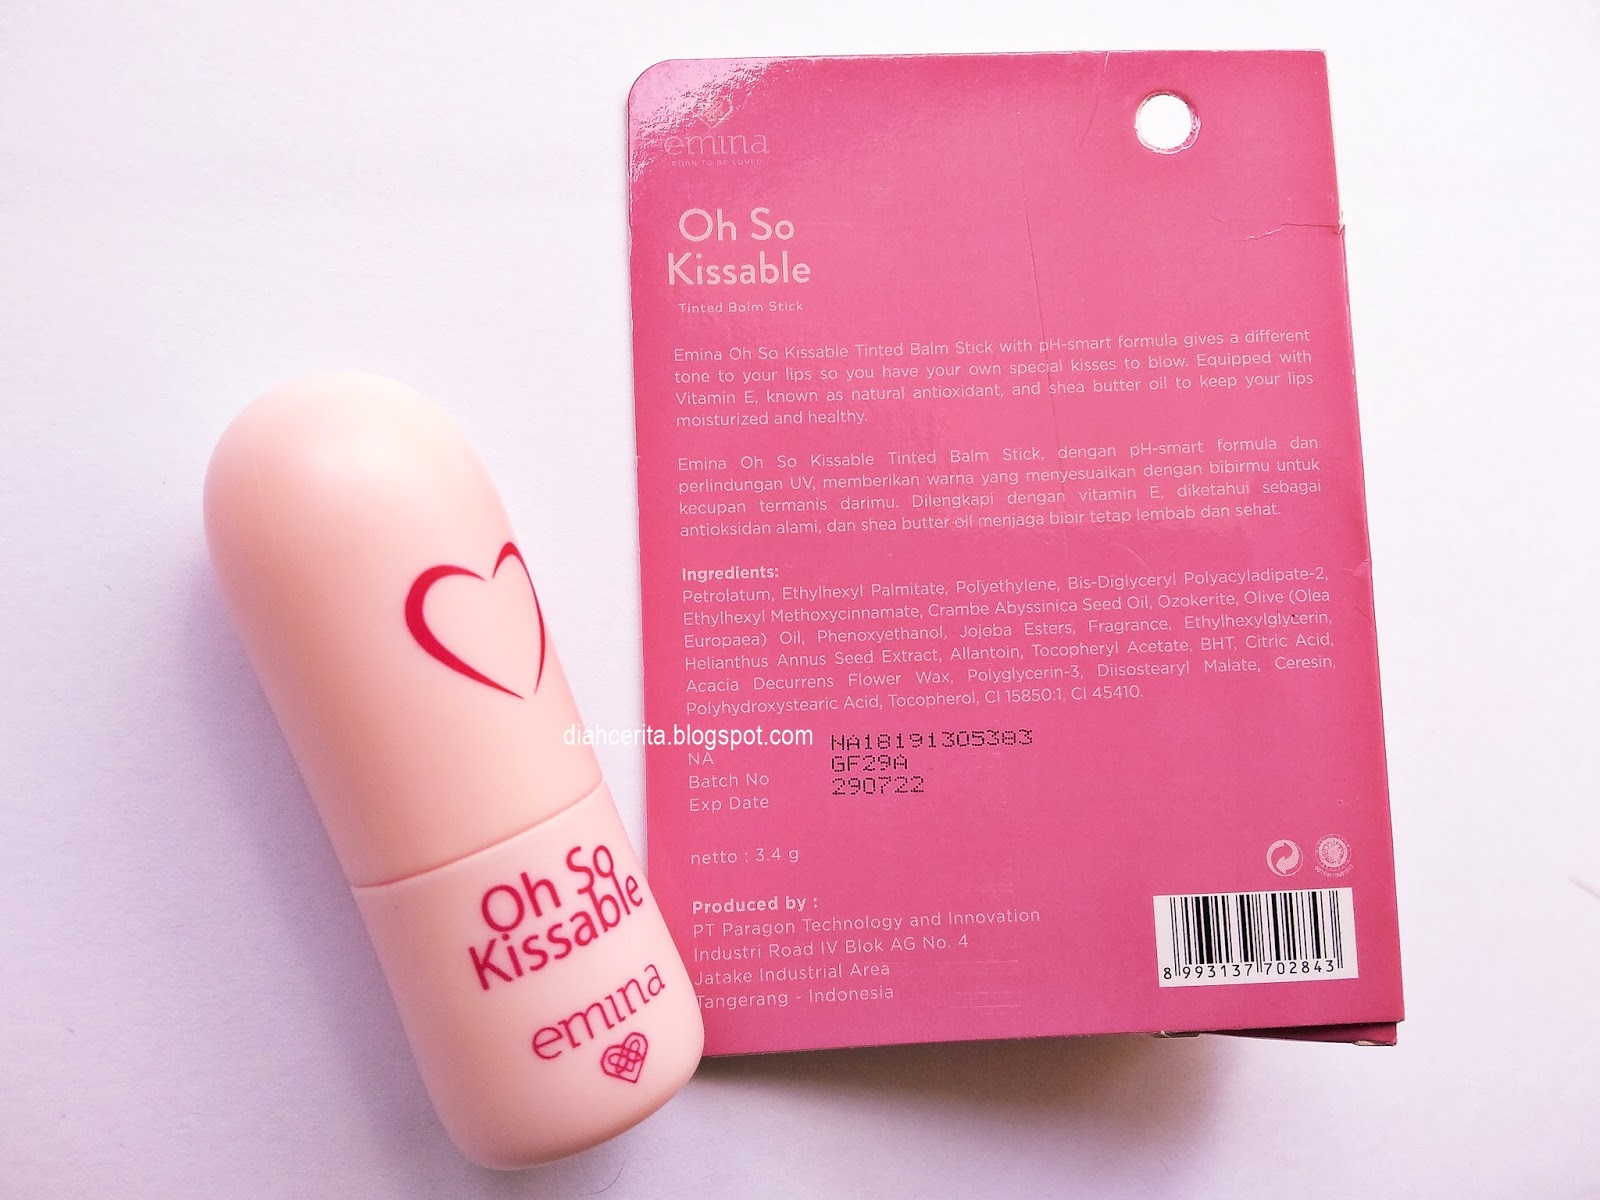 emina
BORN TO BE LOVED
Oh So
Kissable
Tinted Balm Stick
Emina Oh So Kissable Tinted Balm Stick with pH-smart formula gives a different
tone to your lips so you have your own special kisses to blow. Equipped with
Vitamin E, known as natural antioxidant, and shea butter oil to keep your lips
moisturized and healthy.
Emina Oh So Kissable Tinted Balm Stick, dengan pH-smart formula dan
perlindungan UV, memberikan warna yang menyesuaikan dengan bibirmu untuk
kecupan termanis darimu. Dilengkapi dengan vitamin E, diketahui sebagai
antioksidan alami, dan shea butter oil menjaga bibir tetap lembab dan sehat.
Ingredients:
Petrolatum, Ethylhexyl Palmitate, Polyethylene, Bis-Diglyceryl Polyacyladipate-2,
Ethylhexyl Methoxycinnamate, Crambe Abyssinica Seed Oil, Ozokerite, Olive (Olea
Europaea) Oil, Phenoxyethanol, Jojoba Esters, Fragrance, Ethylhexylglycerin,
Helianthus Annus Seed Extract, Allantoin, Tocopheryl Acetate, BHT, Citric Acid,
Acacia Decurrens Flower Wax, Polyglycerin-3, Diisostearyl Malate, Ceresin,
Polyhydroxystearic Acid, Tocopherol, CI 15850:1, CI 45410.
diahcerita.blogspot.com
NA NA18191305383
Batch No GF29A
Exp Date 290722
netto : 3.4 g
Produced by :
PT Paragon Technology and Innovation
Industri Road IV Blok AG No. 4
Jatake Industrial Area
Tangerang - Indonesia
8 993137 702843
Oh So
Kissable
emina